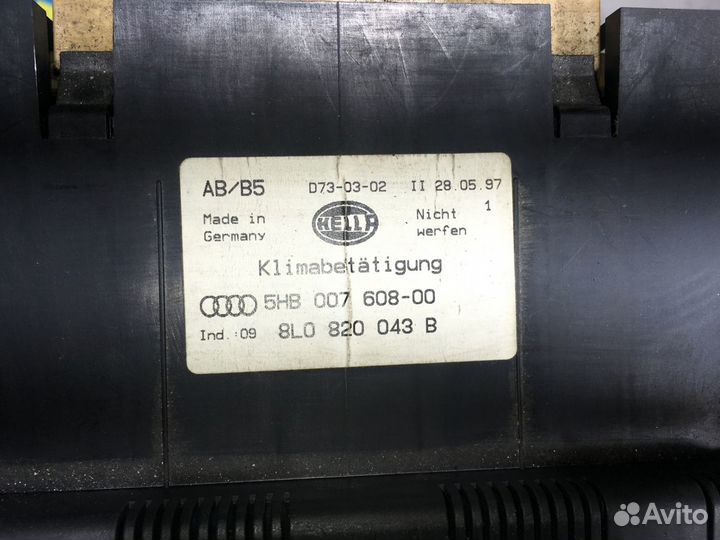 AB/B5 D73-03-02 II 28.05.97
Made in Germany HELLA Nicht werfen 1
Klimabetätigung
5HB 007 608-00
Ind.:09 8L0 820 043 B
Avito